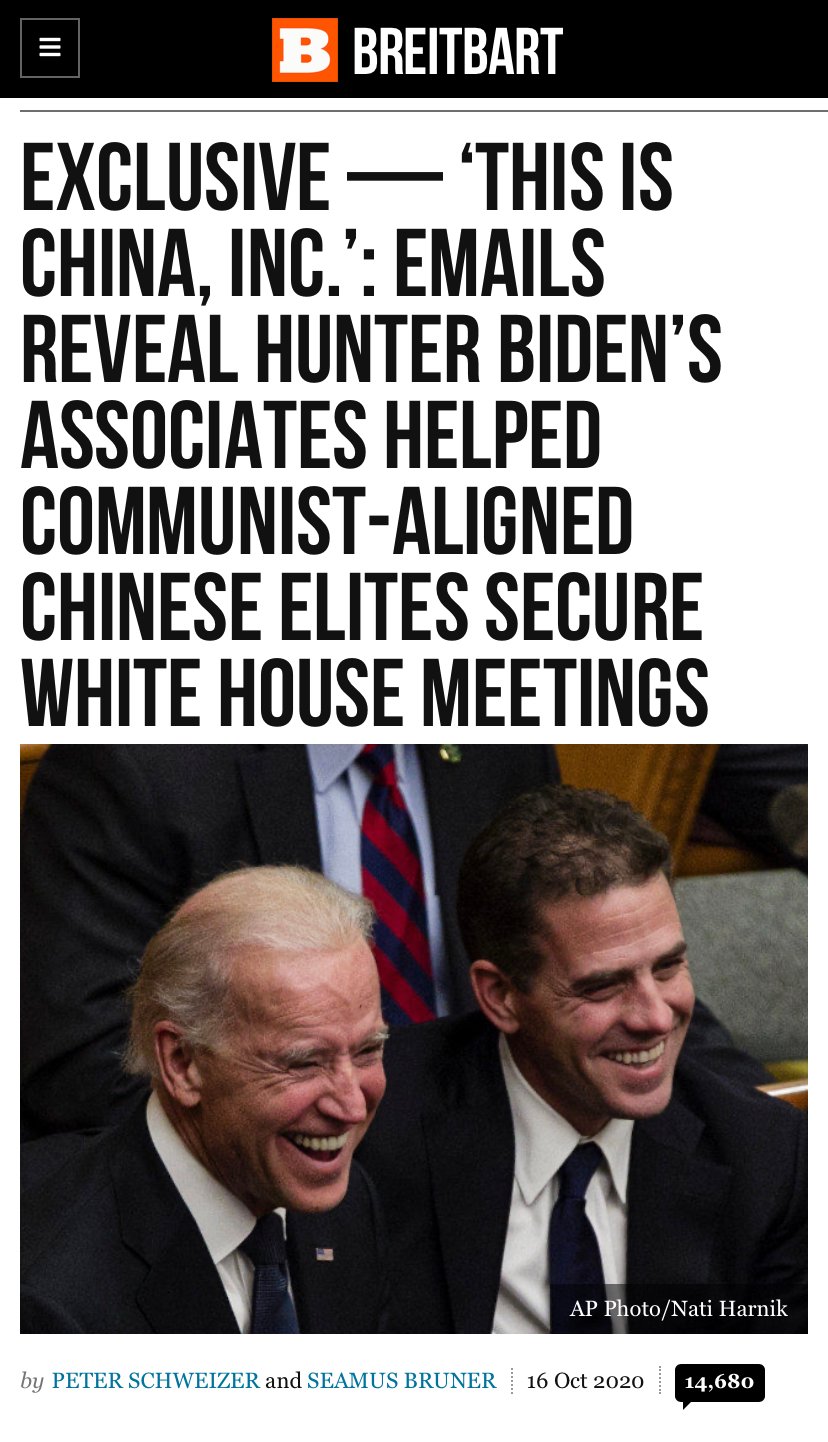 BREITBART
EXCLUSIVE — ‘THIS IS
CHINA, INC.’: EMAILS
REVEAL HUNTER BIDEN’S
ASSOCIATES HELPED
COMMUNIST-ALIGNED
CHINESE ELITES SECURE
WHITE HOUSE MEETINGS
AP Photo/Nati Harnik
by PETER SCHWEIZER and SEAMUS BRUNER 16 Oct 2020 14,680